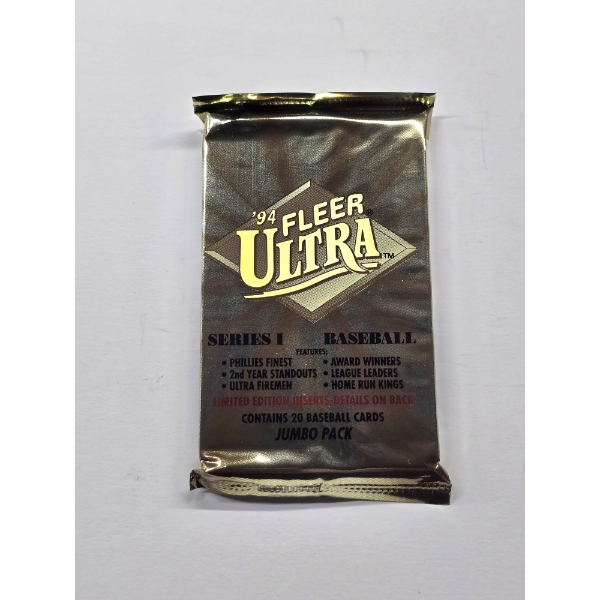 '94 FLEER®
ULTRA™
SERIES I BASEBALL
FEATURES:
• PHILLIES FINEST • AWARD WINNERS
• 2nd YEAR STANDOUTS • LEAGUE LEADERS
• ULTRA FIREMEN • HOME RUN KINGS
LIMITED EDITION INSERTS-DETAILS ON BACK
CONTAINS 20 BASEBALL CARDS
JUMBO PACK